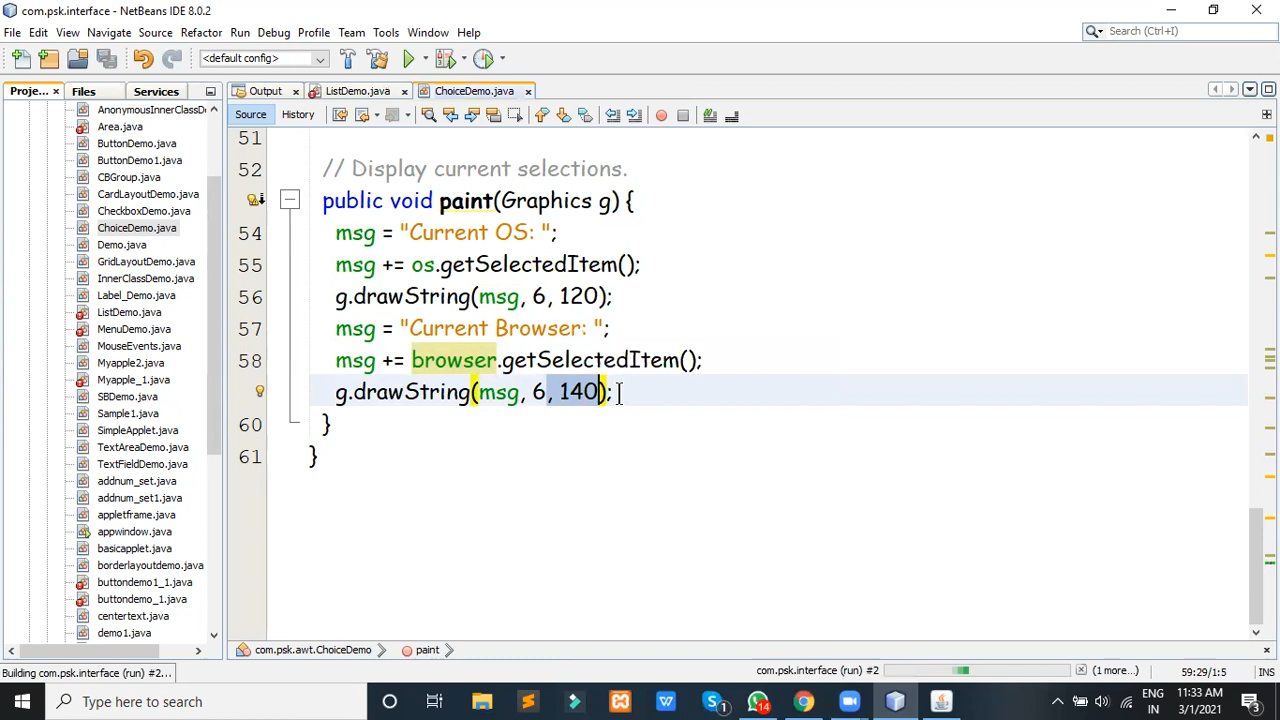 com.psk.interface - NetBeans IDE 8.0.2
File Edit View Navigate Source Refactor Run Debug Profile Team Tools Window Help
Search (Ctrl+I)
<default config>
Proje... Files Services
Output ListDemo.java ChoiceDemo.java
Source History
AnonymousInnerClassD
Area.java
ButtonDemo.java
ButtonDemo1.java
CBGroup.java
CardLayoutDemo.java
CheckboxDemo.java
ChoiceDemo.java
Demo.java
GridLayoutDemo.java
InnerClassDemo.java
Label_Demo.java
ListDemo.java
MenuDemo.java
MouseEvents.java
Myapple2.java
Myapple_1.java
SBDemo.java
SimpleApplet.java
TextAreaDemo.java
TextFieldDemo.java
addnum_set.java
addnum_set1.java
appletframe.java
appwindow.java
basicapplet.java
borderlayoutdemo.java
buttondemo1_1.java
buttondemo_1.java
centertext.java
demo1.java
51
52 // Display current selections.
public void paint(Graphics g) {
54 msg = "Current OS: ";
55 msg += os.getSelectedItem();
56 g.drawString(msg, 6, 120);
57 msg = "Current Browser: ";
58 msg += browser.getSelectedItem();
g.drawString(msg, 6, 140);
60 }
61 }
com.psk.awt.ChoiceDemo paint
Building com.psk.interface (run) #2... com.psk.interface (run) #2 (1 more...) 59:29/1:5 INS
Type here to search
1
14
ENG
IN
11:33 AM
3/1/2021
3